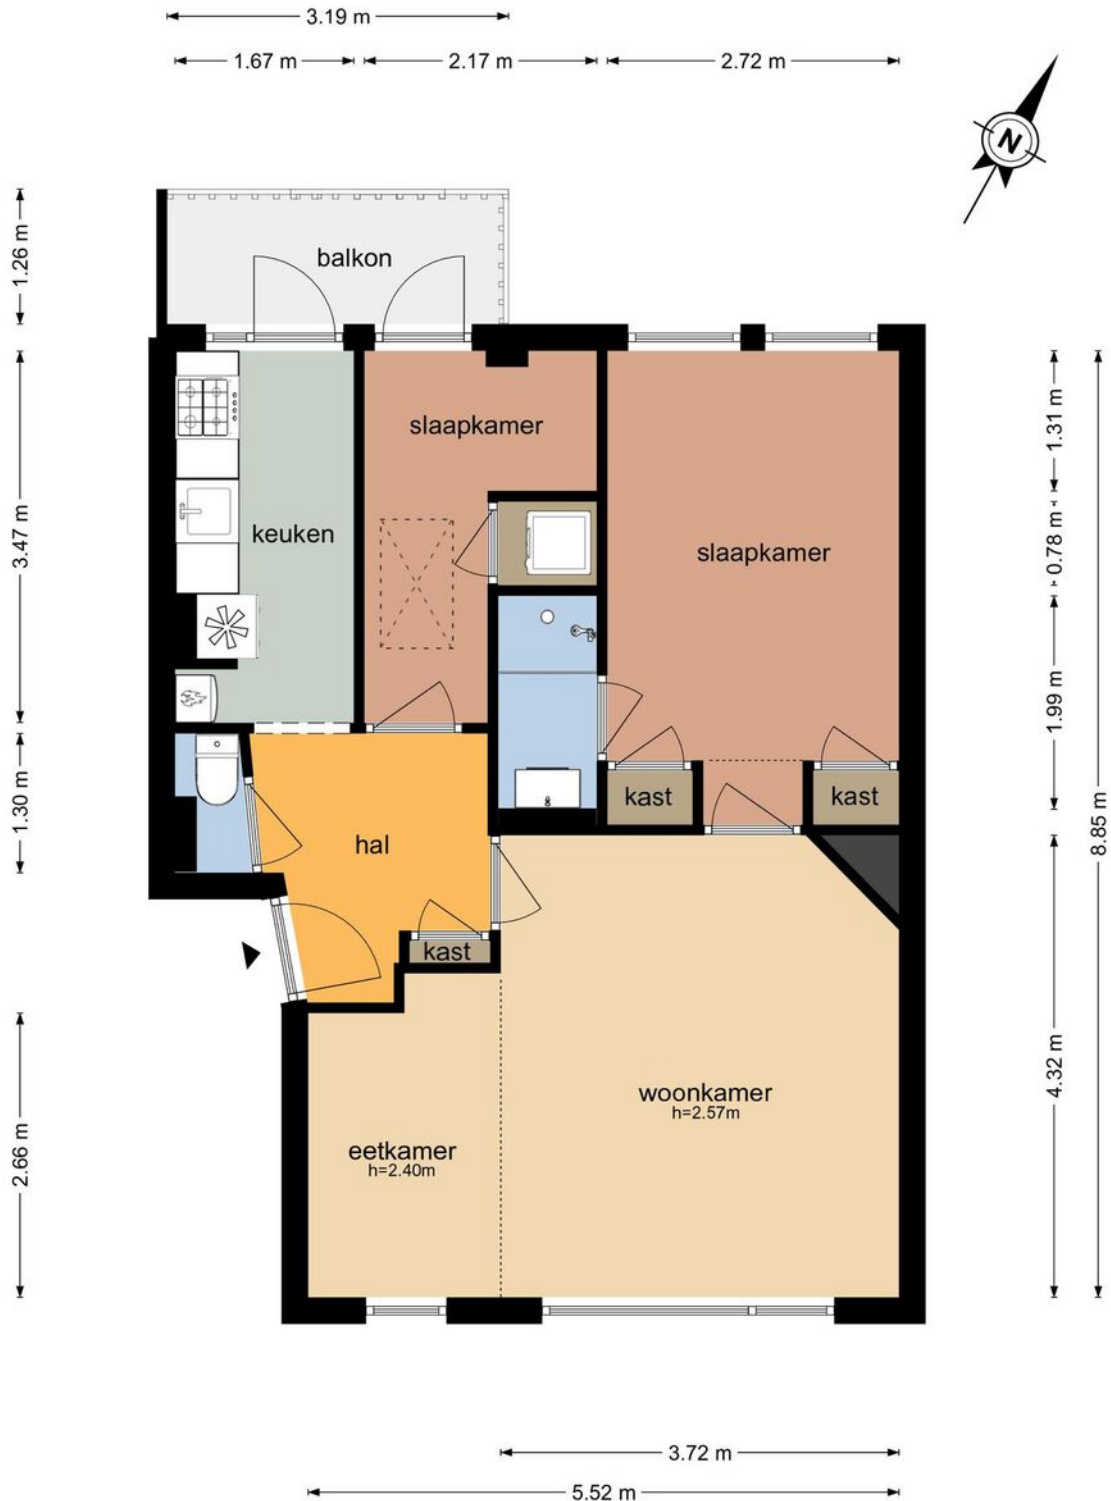 3.19 m
1.67 m
2.17 m
2.72 m
N
1.26 m
balkon
3.47 m
1.30 m
2.66 m
slaapkamer
keuken
slaapkamer
1.31 m
0.78 m
1.99 m
8.85 m
4.32 m
kast
kast
hal
kast
woonkamer
h=2.57m
eetkamer
h=2.40m
3.72 m
5.52 m